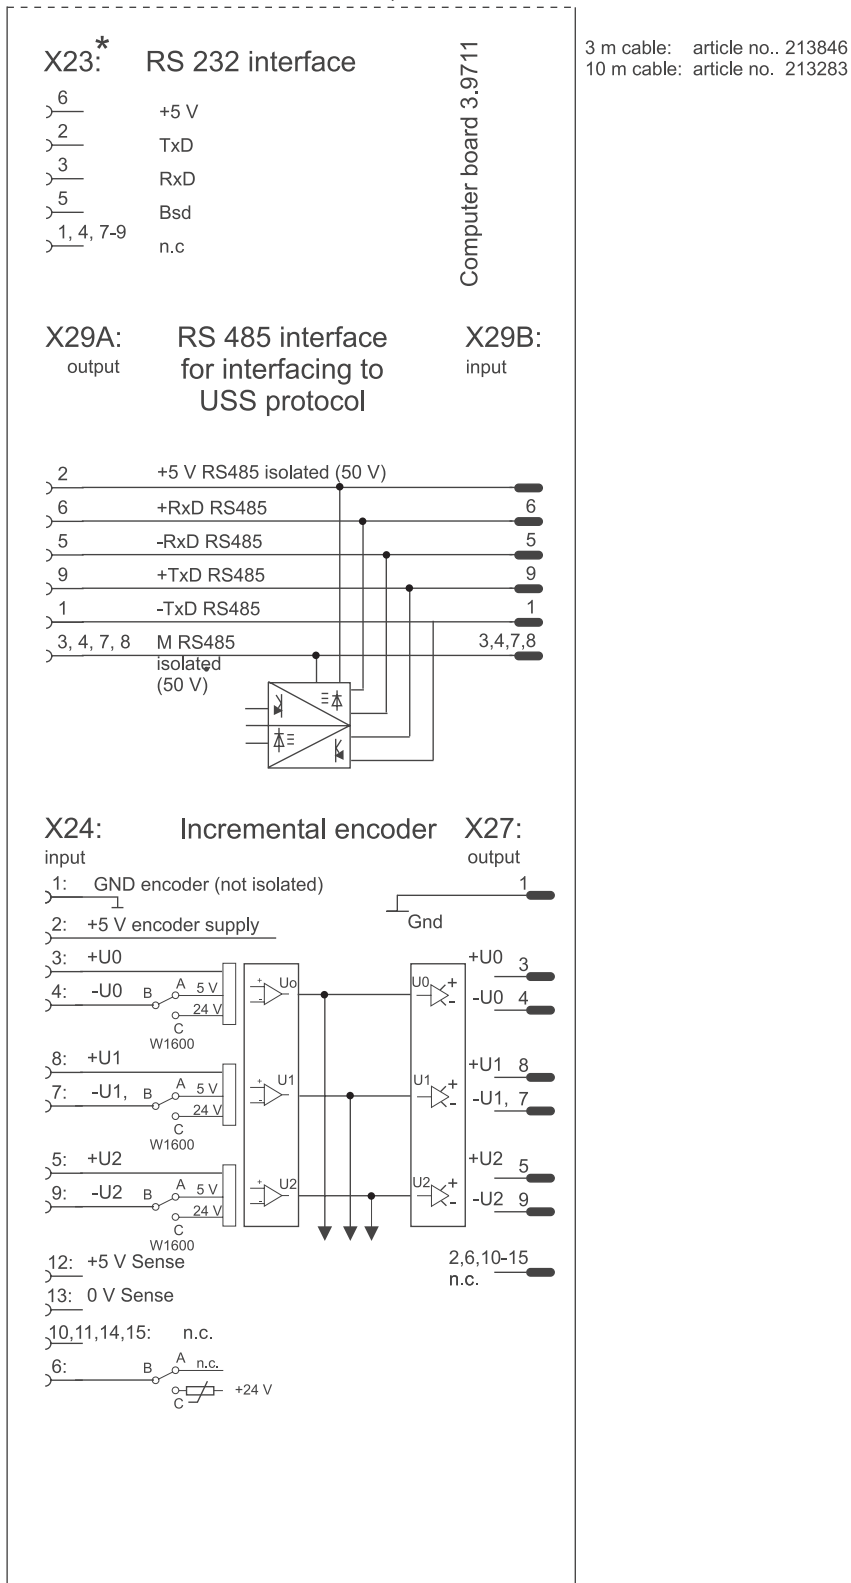 X23:* RS 232 interface
Computer board 3.9711
3 m cable: article no.. 213846
10 m cable: article no. 213283
6 +5 V
2 TxD
3 RxD
5 Bsd
1, 4, 7-9 n.c
X29A: RS 485 interface X29B:
output for interfacing to input
USS protocol
2 +5 V RS485 isolated (50 V)
6 +RxD RS485 6
5 -RxD RS485 5
9 +TxD RS485 9
1 -TxD RS485 1
3, 4, 7, 8 M RS485 3,4,7,8
isolated
(50 V)
X24: Incremental encoder X27:
input output
1: GND encoder (not isolated) 1
Gnd
2: +5 V encoder supply
3: +U0 +U0 3
4: -U0 B A 5 V Uo U0 + - -U0 4
24 V
C
W1600
8: +U1 +U1 8
7: -U1, B A 5 V U1 U1 + - -U1, 7
24 V
C
W1600
5: +U2 +U2 5
9: -U2 B A 5 V U2 U2 + - -U2 9
24 V
C
W1600
12: +5 V Sense 2,6,10-15
n.c.
13: 0 V Sense
10,11,14,15: n.c.
6: B A n.c.
C +24 V